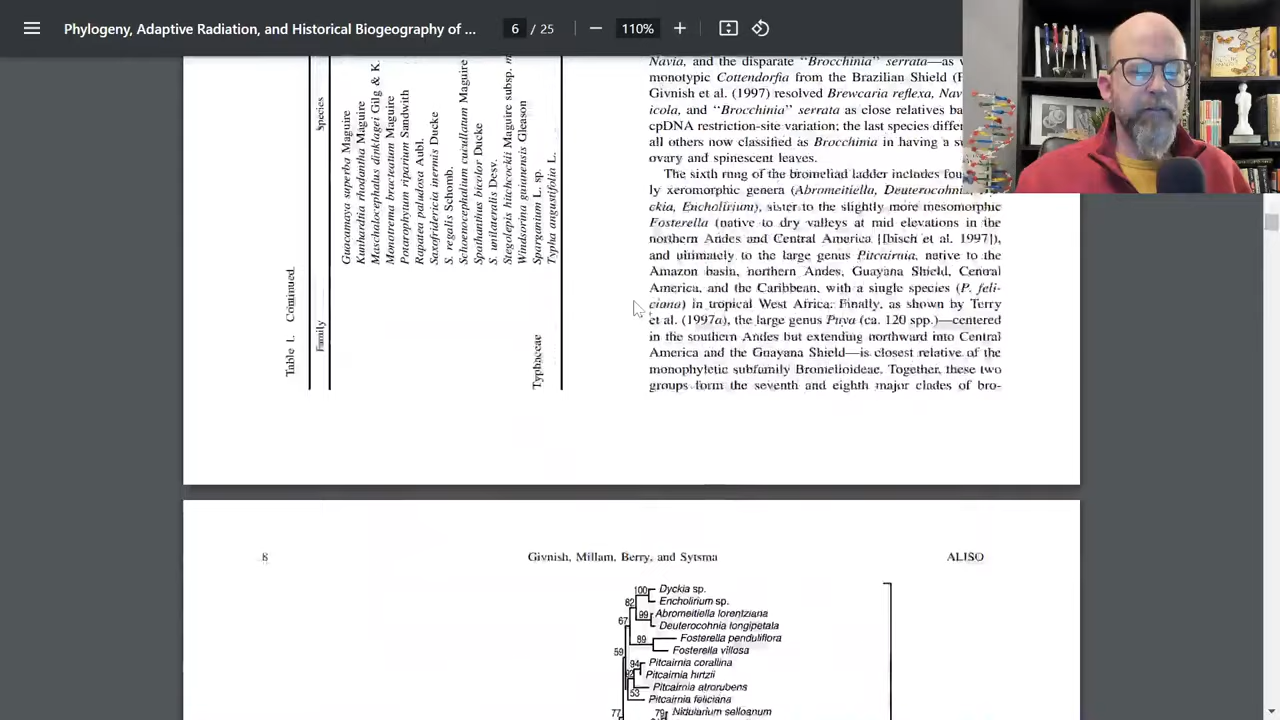 Phylogeny, Adaptive Radiation, and Historical Biogeography of ...
6 / 25
110%
Table 1. Continued.
Family
Species
Guacamaya superba Maguire
Kunhardtia rhodantha Maguire
Maschalocephalus dinklagei Gilg & K.
Monotrema bracteatum Maguire
Potarophytum riparium Sandwith
Rapatea paludosa Aubl.
Saxofridericia inermis Ducke
S. regalis Schomb.
Schoenocephalium cucullatum Maguire
Spathanthus bicolor Ducke
S. unilateralis Desv.
Stegolepis hitchcockii Maguire subsp.
Windsorina guianensis Gleason
Sparganium L. sp.
Typhaceae
Typha angustifolia L.
Navia, and the disparate "Brocchinia" serrata—as
monotypic Cottendorfia from the Brazilian Shield (
Givnish et al. (1997) resolved Brewcaria reflexa, Nav
icola, and "Brocchinia" serrata as close relatives ba
cpDNA restriction-site variation; the last species differ
all others now classified as Brocchinia in having a su
ovary and spinescent leaves.
The sixth rung of the bromeliad ladder includes fou
ly xeromorphic genera (Abromeitiella, Deuterocohni
ckia, Encholirium), sister to the slightly more mesomorphic
Fosterella (native to dry valleys at mid elevations in the
northern Andes and Central America [Ibisch et al. 1997]),
and ultimately to the large genus Pitcairnia, native to the
Amazon basin, northern Andes, Guayana Shield, Central
America, and the Caribbean, with a single species (P. feli-
ciana) in tropical West Africa. Finally, as shown by Terry
et al. (1997a), the large genus Puya (ca. 120 spp.)—centered
in the southern Andes but extending northward into Central
America and the Guayana Shield—is closest relative of the
monophyletic subfamily Bromelioideae. Together, these two
groups form the seventh and eighth major clades of bro-
8
Givnish, Millam, Berry, and Sytsma
ALISO
100 Dyckia sp.
82 Encholirium sp.
99 Abromeitiella lorentziana
67 Deuterocohnia longipetala
89 Fosterella penduliflora
59 Fosterella villosa
94 Pitcairnia corallina
Pitcairnia hirtzii
Pitcairnia atrorubens
53 Pitcairnia feliciana
77 79 Nidularium selloanum